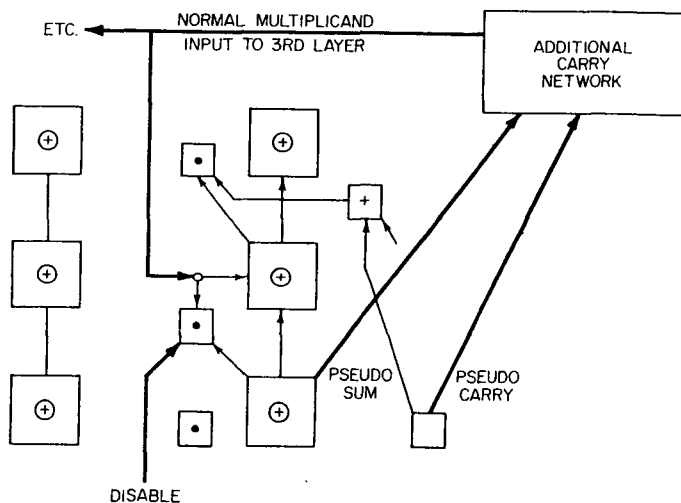 ETC.
NORMAL MULTIPLICAND
INPUT TO 3RD LAYER
ADDITIONAL
CARRY
NETWORK
PSEUDO
SUM
PSEUDO
CARRY
DISABLE